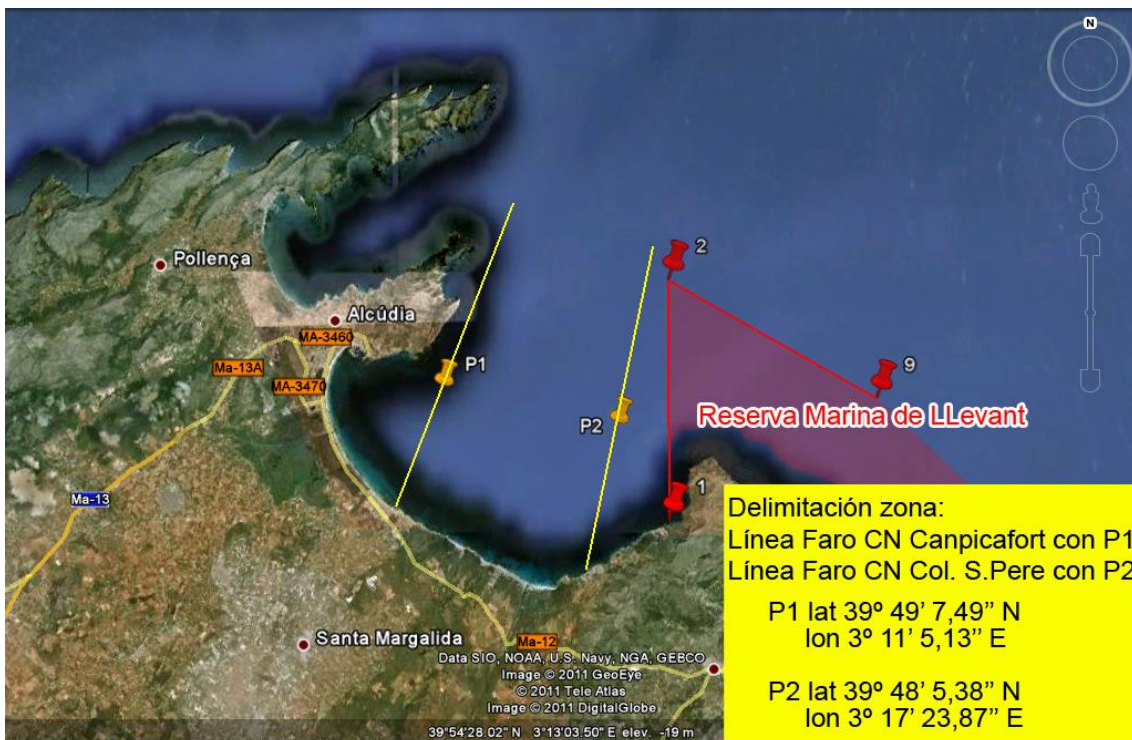 N
2
Pollença
Alcúdia
MA-3460
Ma-13A
P1
9
MA-3470
P2
Reserva Marina de LLevant
Ma-13
1
Delimitación zona:
Línea Faro CN Canpicafort con P1
Línea Faro CN Col. S.Pere con P2
P1 lat 39º 49' 7,49'' N
lon 3º 11' 5,13'' E
P2 lat 39º 48' 5,38'' N
lon 3º 17' 23,87'' E
Santa Margalida
Ma-12
Data SIO, NOAA, U.S. Navy, NGA, GEBCO
Image © 2011 GeoEye
© 2011 Tele Atlas
Image © 2011 DigitalGlobe
39°54'28.02" N 3°13'03.50" E elev. -19 m